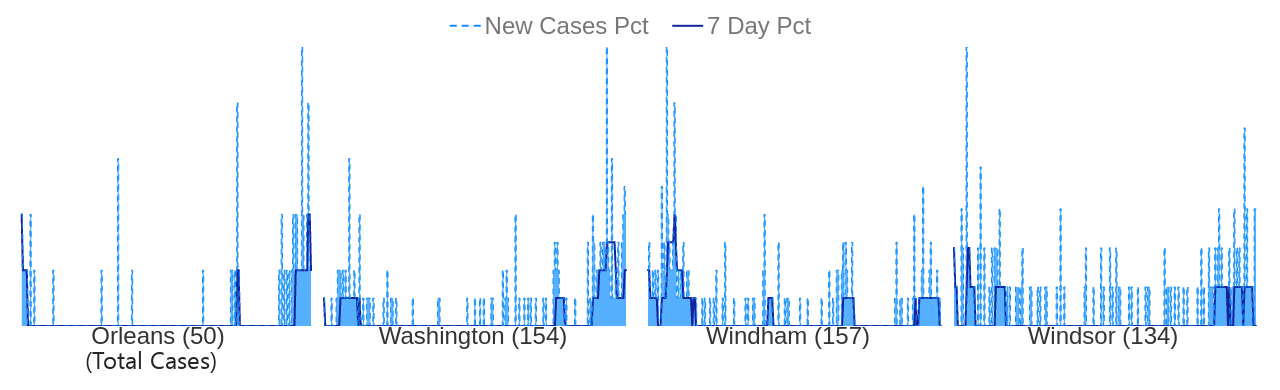 New Cases Pct 7 Day Pct
Orleans (50) Washington (154) Windham (157) Windsor (134)
(Total Cases)